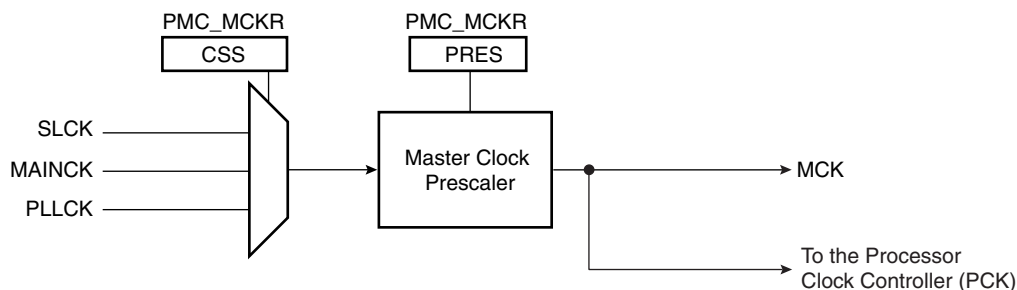 PMC_MCKR
PMC_MCKR
CSS
PRES
SLCK
MAINCK
PLLCK
Master Clock
Prescaler
MCK
To the Processor
Clock Controller (PCK)